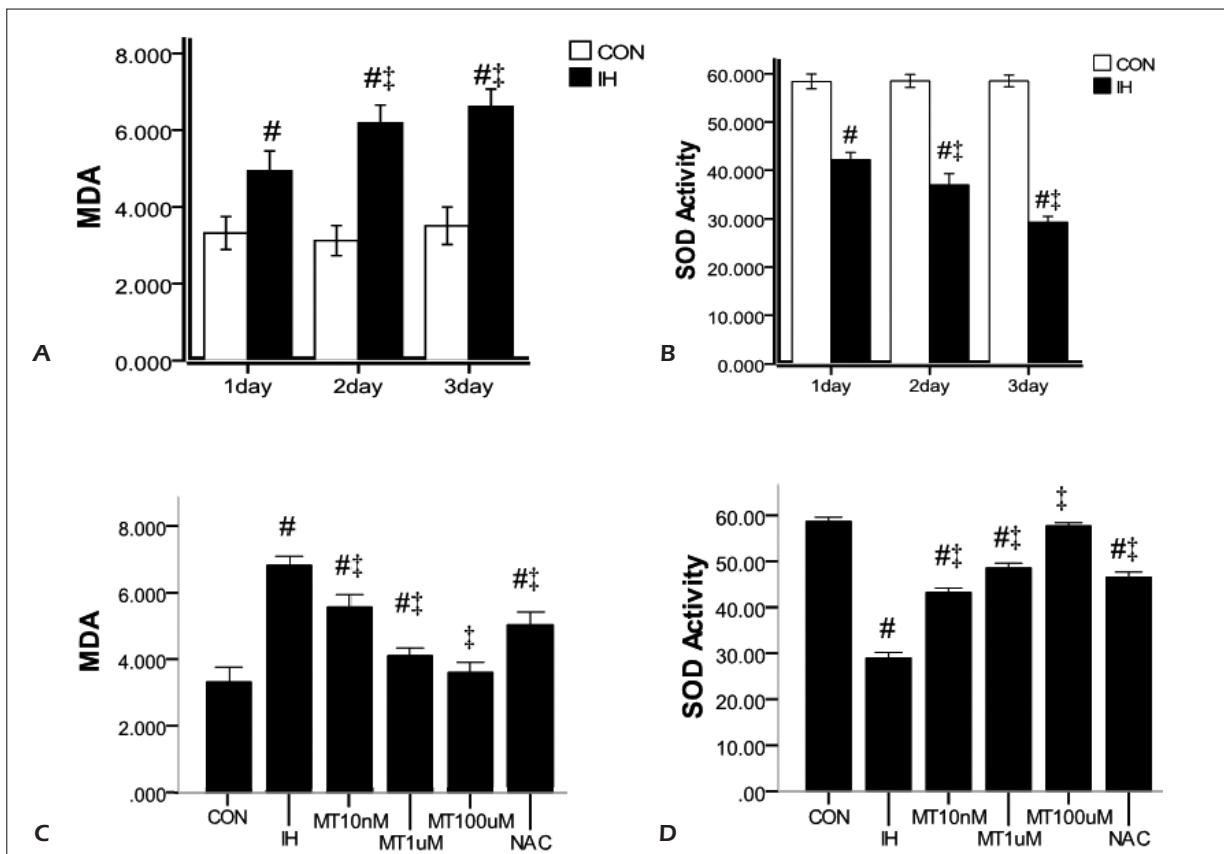 8.000
6.000
4.000
2.000
0.000
MDA
#
#‡
#‡
CON
IH
1day
2day
3day
A
60.000
50.000
40.000
30.000
20.000
10.000
0.000
SOD Activity
#
#‡
#‡
CON
IH
1day
2day
3day
B
8.000
6.000
4.000
2.000
.000
MDA
#
#‡
#‡
‡
#‡
CON
IH
MT10nM
MT1uM
MT100uM
NAC
C
60.00
50.00
40.00
30.00
20.00
10.00
.00
SOD Activity
#
#‡
#‡
‡
#‡
CON
IH
MT10nM
MT1uM
MT100uM
NAC
D